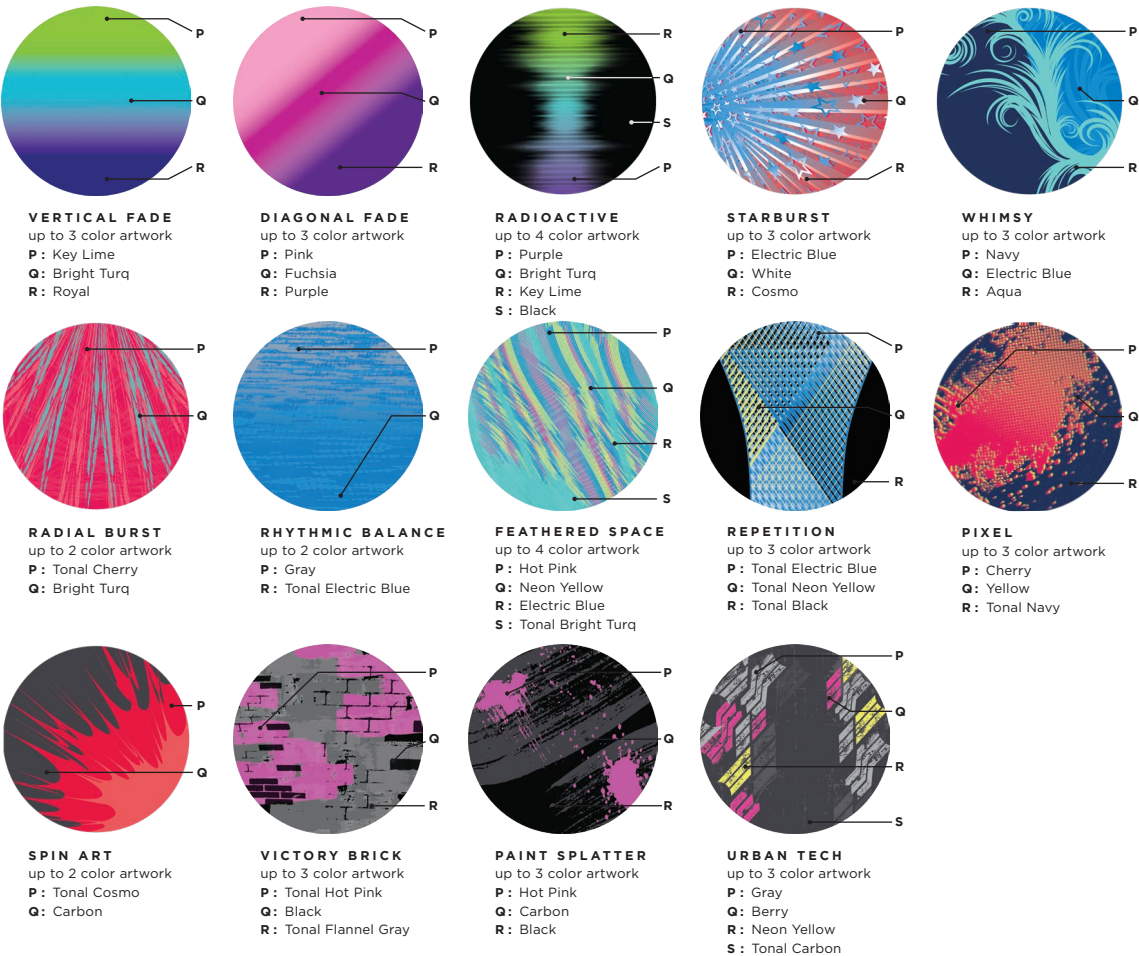 P
Q
R
VERTICAL FADE
up to 3 color artwork
P : Key Lime
Q: Bright Turq
R : Royal
P
Q
R
DIAGONAL FADE
up to 3 color artwork
P : Pink
Q: Fuchsia
R : Purple
R
Q
S
P
RADIOACTIVE
up to 4 color artwork
P : Purple
Q: Bright Turq
R : Key Lime
S : Black
P
Q
R
STARBURST
up to 3 color artwork
P : Electric Blue
Q: White
R : Cosmo
P
Q
R
WHIMSY
up to 3 color artwork
P : Navy
Q: Electric Blue
R : Aqua
P
Q
RADIAL BURST
up to 2 color artwork
P : Tonal Cherry
Q: Bright Turq
P
Q
RHYTHMIC BALANCE
up to 2 color artwork
P : Gray
R : Tonal Electric Blue
P
Q
R
S
FEATHERED SPACE
up to 4 color artwork
P : Hot Pink
Q: Neon Yellow
R : Electric Blue
S : Tonal Bright Turq
P
Q
R
REPETITION
up to 3 color artwork
P : Tonal Electric Blue
Q: Tonal Neon Yellow
R : Tonal Black
P
Q
R
PIXEL
up to 3 color artwork
P : Cherry
Q: Yellow
R : Tonal Navy
P
Q
SPIN ART
up to 2 color artwork
P : Tonal Cosmo
Q: Carbon
P
Q
R
VICTORY BRICK
up to 3 color artwork
P : Tonal Hot Pink
Q: Black
R : Tonal Flannel Gray
P
Q
R
PAINT SPLATTER
up to 3 color artwork
P : Hot Pink
Q: Carbon
R : Black
P
Q
R
S
URBAN TECH
up to 3 color artwork
P : Gray
Q: Berry
R : Neon Yellow
S : Tonal Carbon